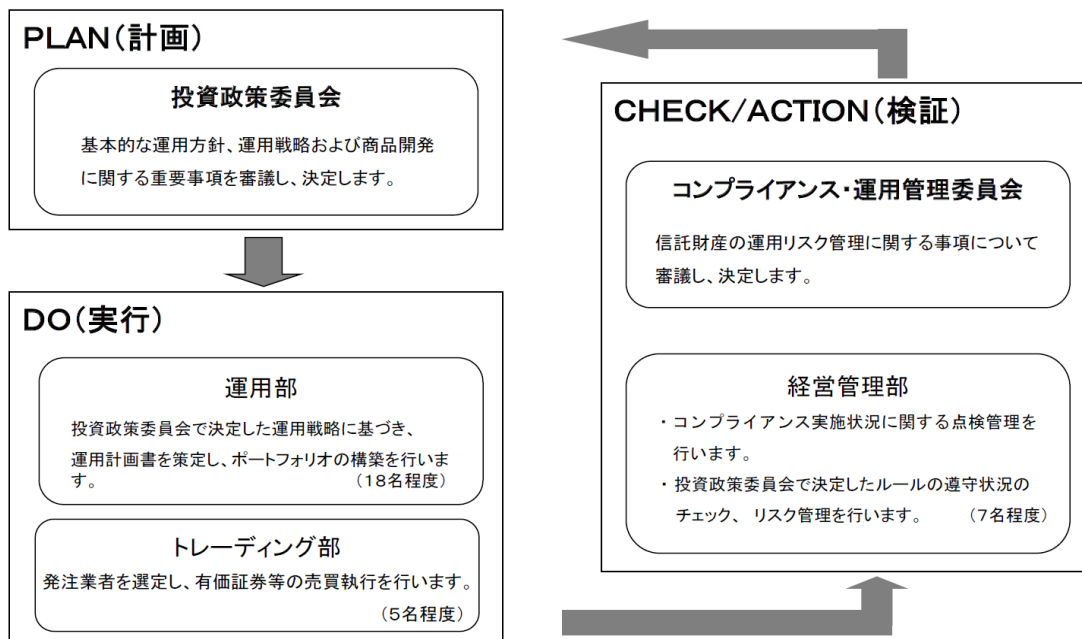 PLAN（計画）
投資政策委員会
基本的な運用方針、運用戦略および商品開発
に関する重要事項を審議し、決定します。
DO（実行）
運用部
投資政策委員会で決定した運用戦略に基づき、
運用計画書を策定し、ポートフォリオの構築を行いま
す。　（18名程度）
トレーディング部
発注業者を選定し、有価証券等の売買執行を行います。
（5名程度）
CHECK/ACTION（検証）
コンプライアンス・運用管理委員会
信託財産の運用リスク管理に関する事項について
審議し、決定します。
経営管理部
・コンプライアンス実施状況に関する点検管理を
行います。
・投資政策委員会で決定したルールの遵守状況の
チェック、 リスク管理を行います。　（7名程度）